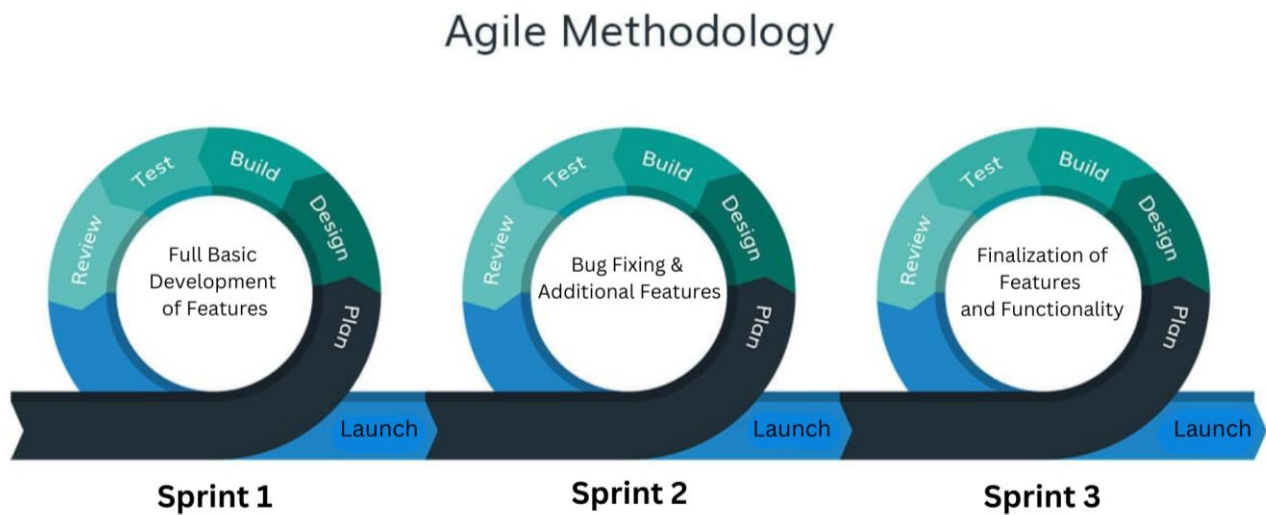 Agile Methodology
Test
Build
Review
Design
Plan
Full Basic
Development
of Features
Launch
Sprint 1
Test
Build
Review
Design
Plan
Bug Fixing &
Additional Features
Launch
Sprint 2
Test
Build
Review
Design
Plan
Finalization of
Features
and Functionality
Launch
Sprint 3